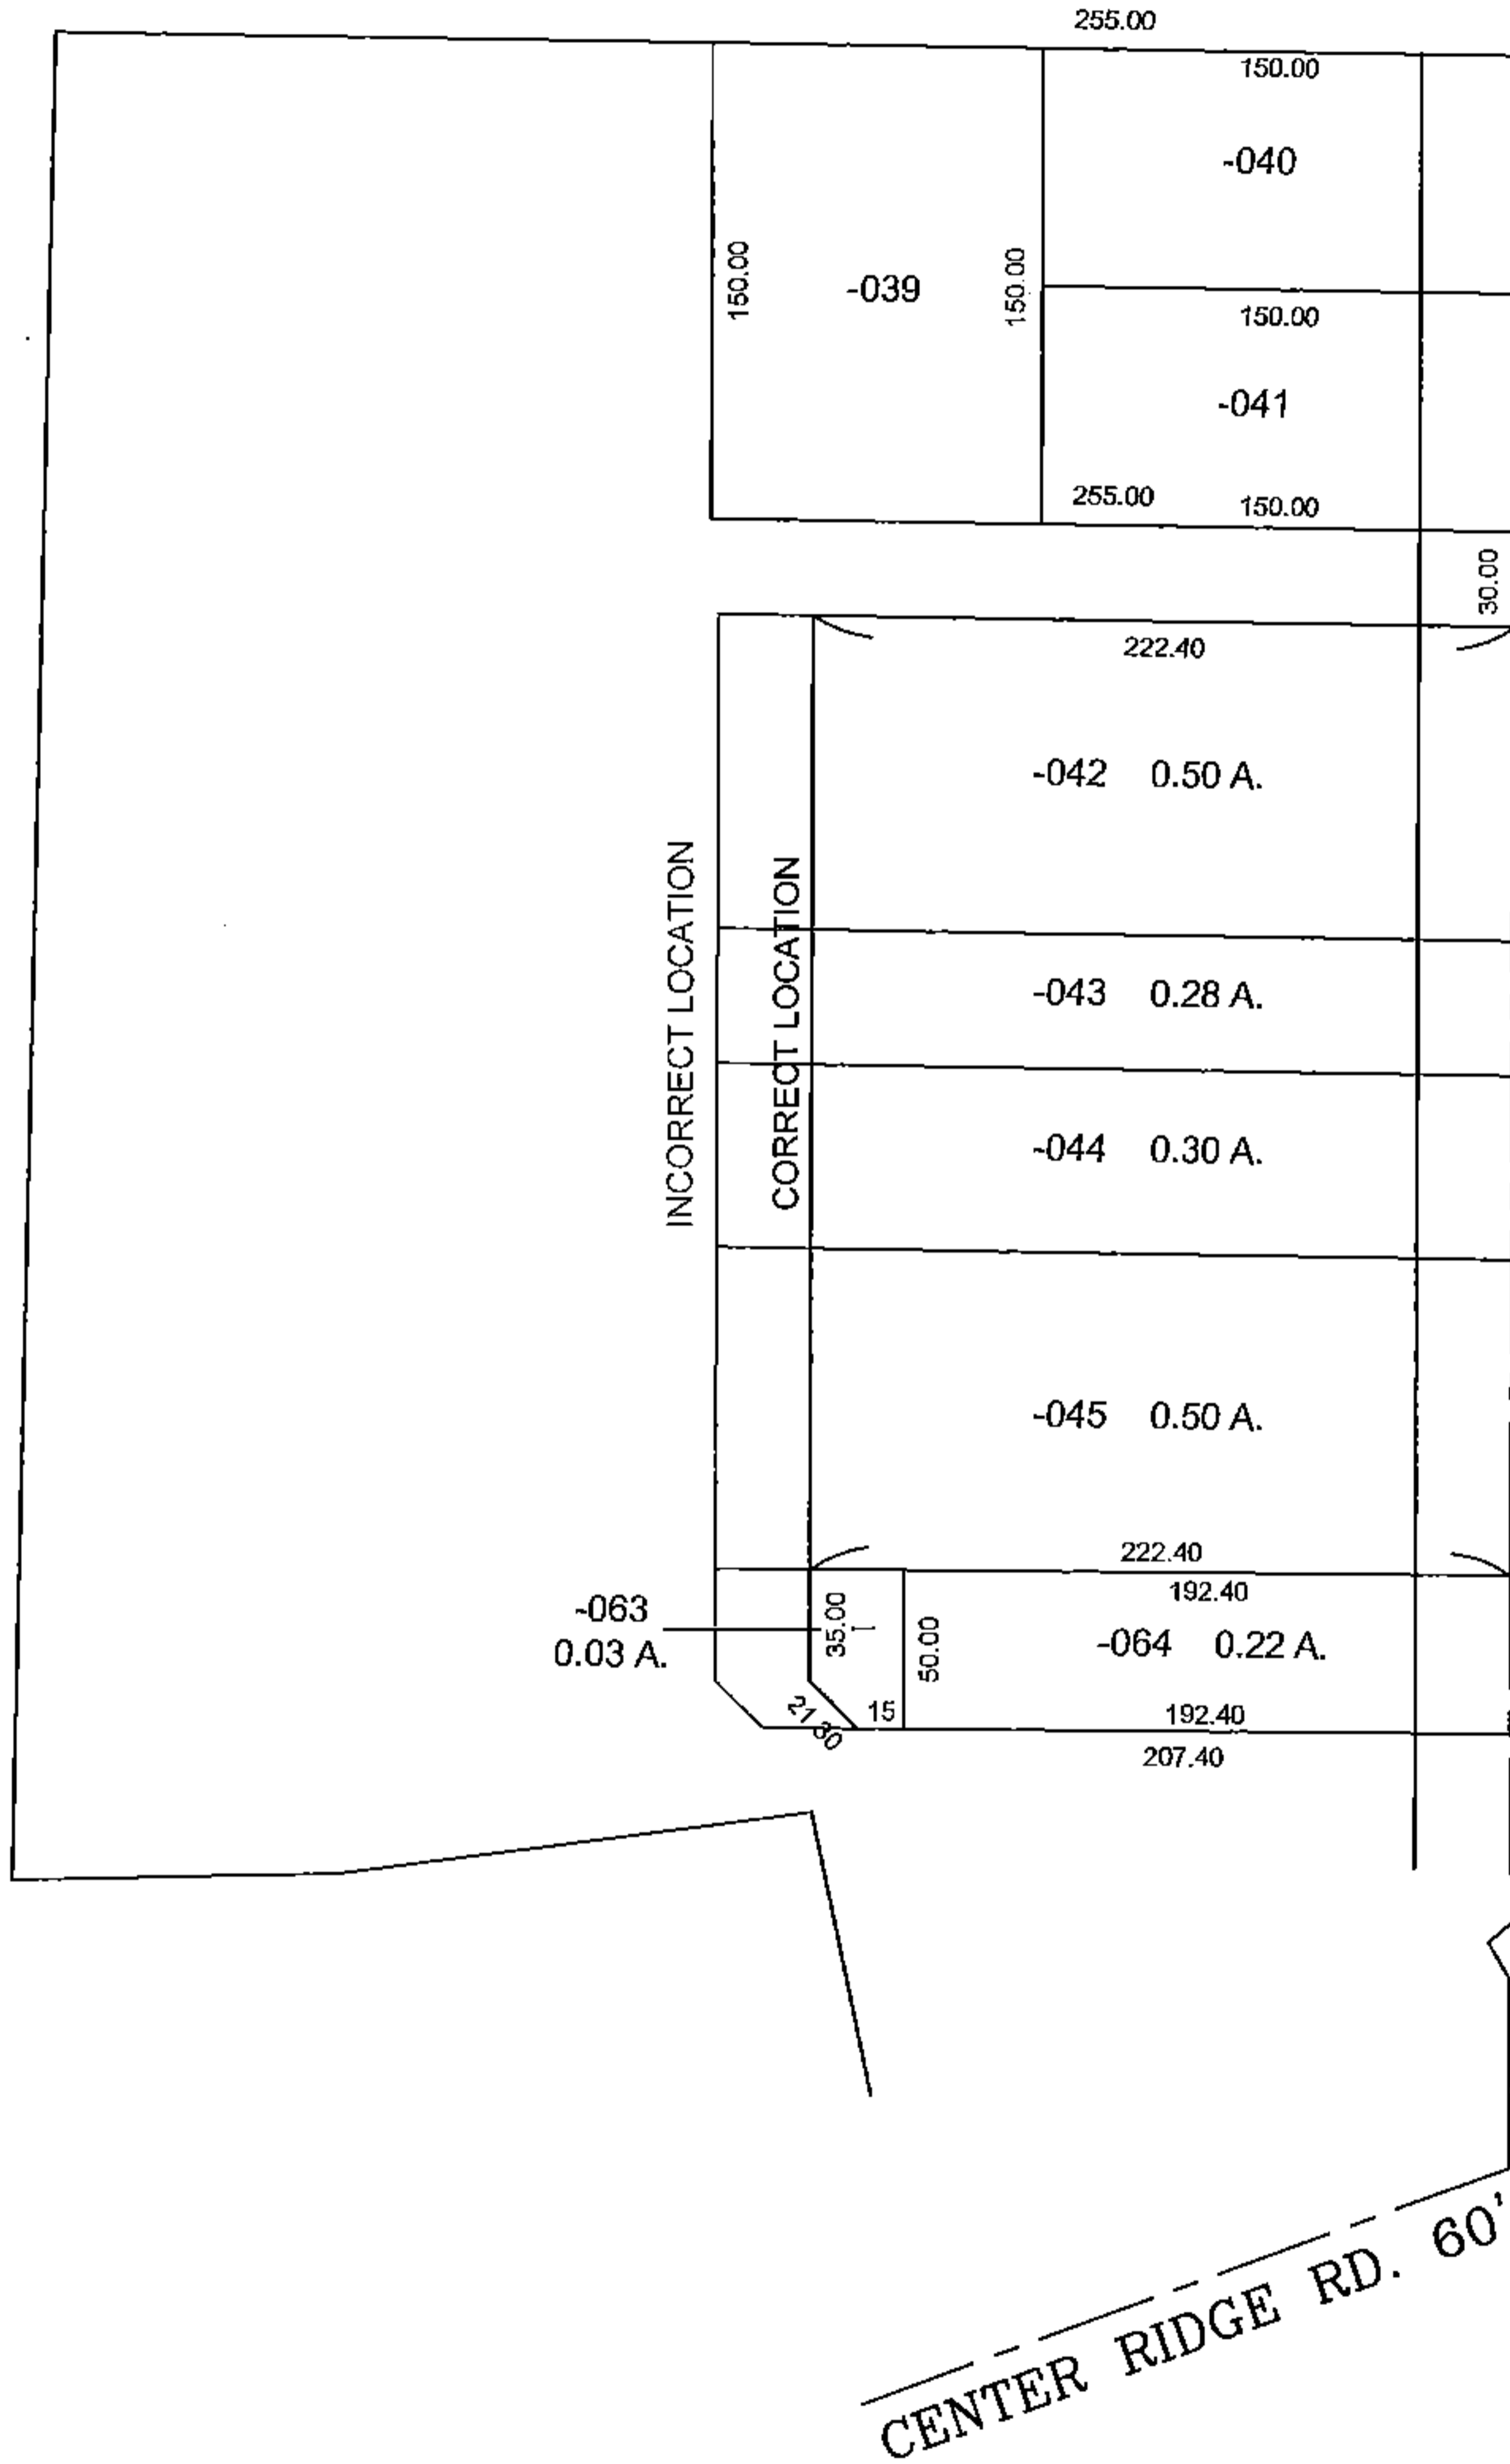 255.00
150.00
-040
150.00
-039
150.00
150.00
-041
255.00
150.00
30.00
222.40
-042 0.50 A.
INCORRECT LOCATION
CORRECT LOCATION
-043 0.28 A.
-044 0.30 A.
-045 0.50 A.
222.40
192.40
-063
0.03 A.
35.00
50.00
-064 0.22 A.
15
192.40
207.40
CENTER RIDGE RD. 60'